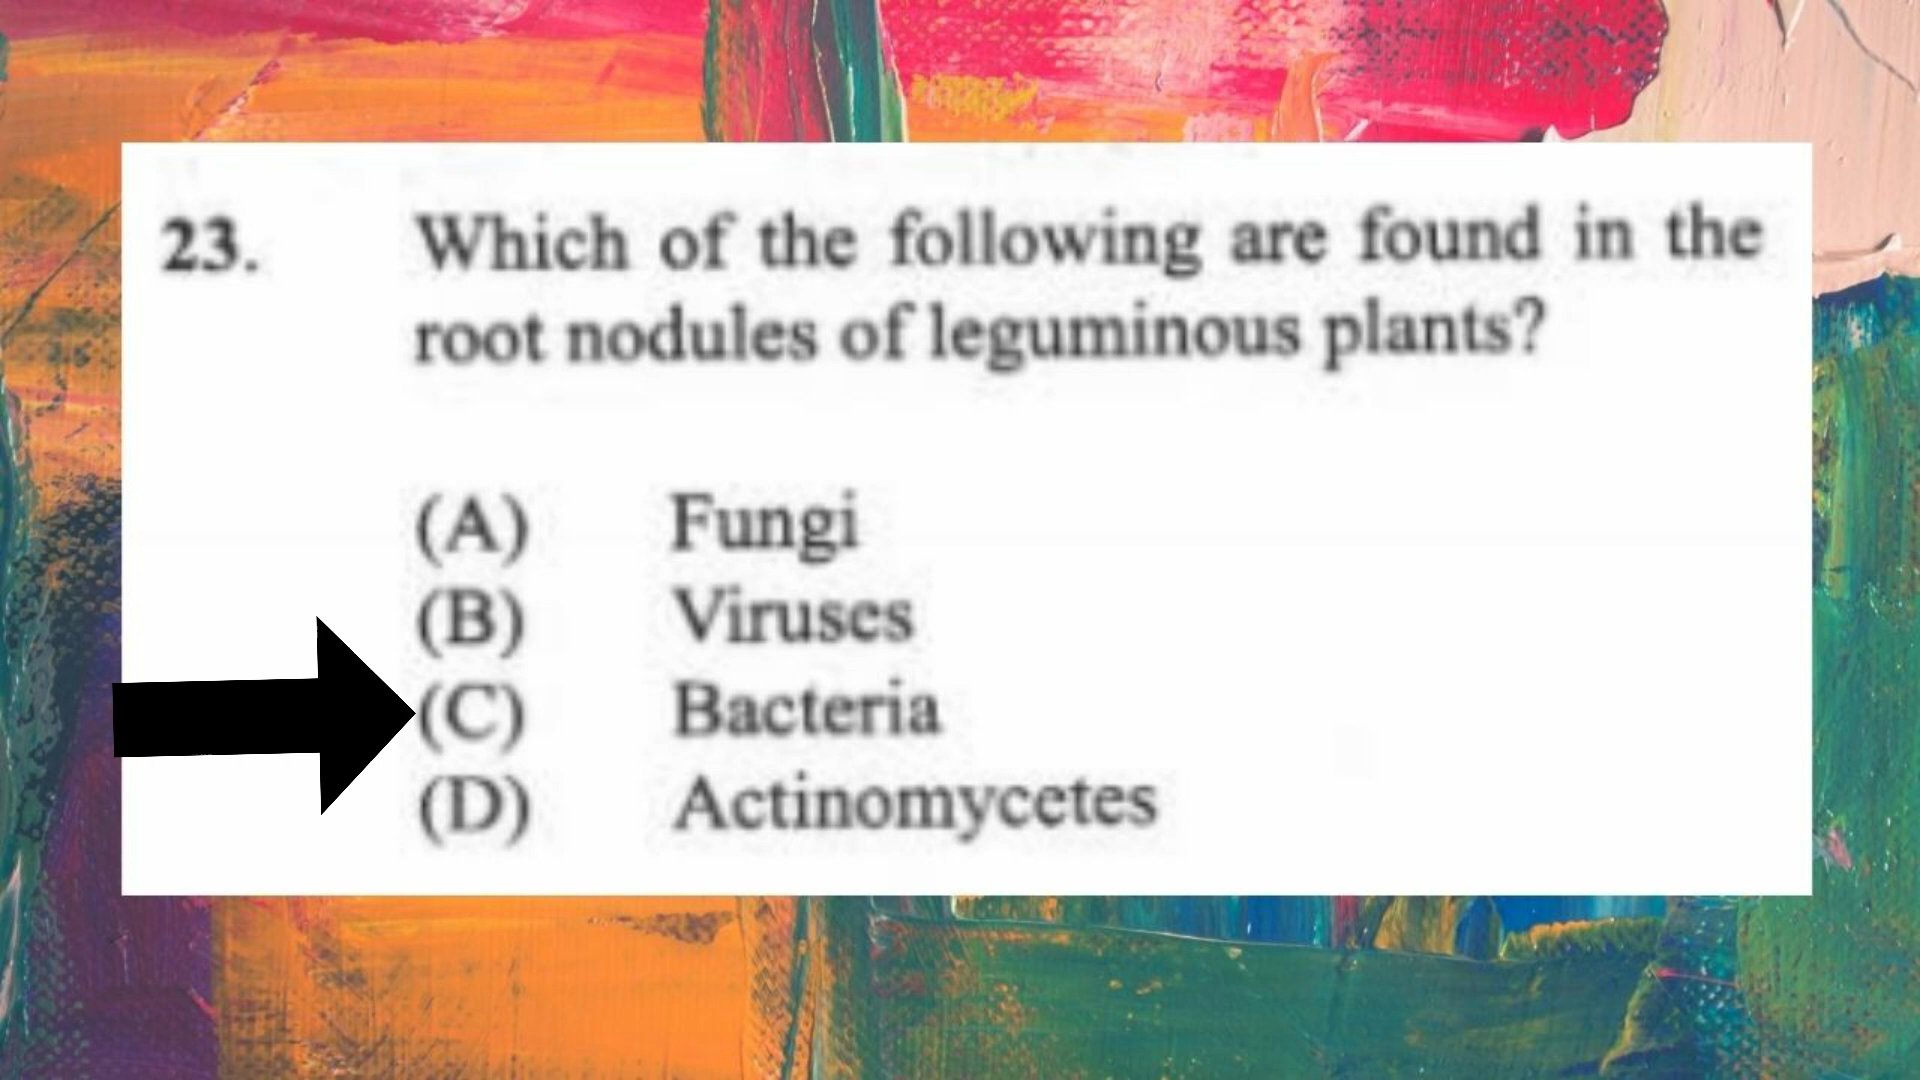 23. Which of the following are found in the
root nodules of leguminous plants?
(A) Fungi
(B) Viruses
(C) Bacteria
(D) Actinomycetes